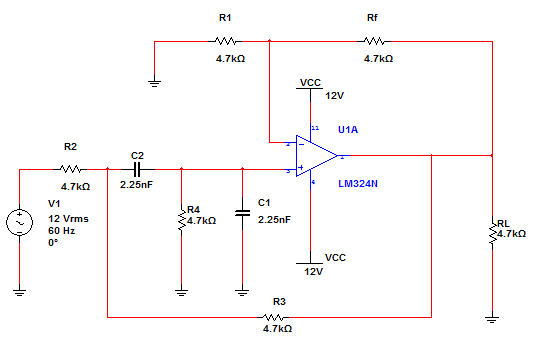 R1
4.7kΩ
Rf
4.7kΩ
VCC
12V
11
U1A
2
1
3
4
LM324N
R2
4.7kΩ
C2
2.25nF
V1
12 Vrms
60 Hz
0°
R4
4.7kΩ
C1
2.25nF
RL
4.7kΩ
VCC
12V
R3
4.7kΩ